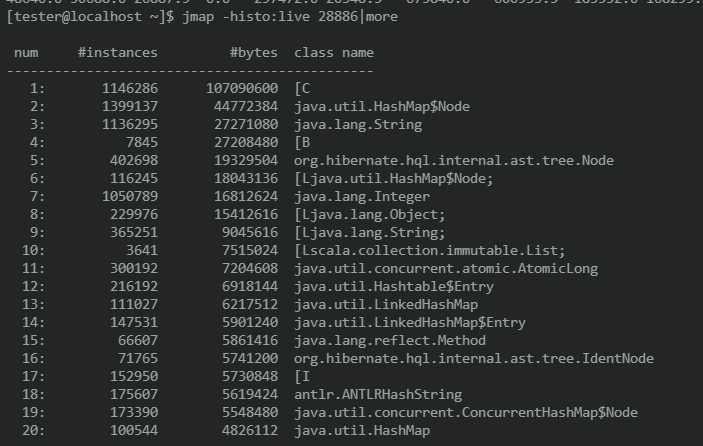 [tester@localhost ~]$ jmap -histo:live 28886|more
num #instances #bytes class name
----------------------------------------------
1: 1146286 107090600 [C
2: 1399137 44772384 java.util.HashMap$Node
3: 1136295 27271080 java.lang.String
4: 7845 27208480 [B
5: 402698 19329504 org.hibernate.hql.internal.ast.tree.Node
6: 116245 18043136 [Ljava.util.HashMap$Node;
7: 1050789 16812624 java.lang.Integer
8: 229976 15412616 [Ljava.lang.Object;
9: 365251 9045616 [Ljava.lang.String;
10: 3641 7515024 [Lscala.collection.immutable.List;
11: 300192 7204608 java.util.concurrent.atomic.AtomicLong
12: 216192 6918144 java.util.Hashtable$Entry
13: 111027 6217512 java.util.LinkedHashMap
14: 147531 5901240 java.util.LinkedHashMap$Entry
15: 66607 5861416 java.lang.reflect.Method
16: 71765 5741200 org.hibernate.hql.internal.ast.tree.IdentNode
17: 152950 5730848 [I
18: 175607 5619424 antlr.ANTLRHashString
19: 173390 5548480 java.util.concurrent.ConcurrentHashMap$Node
20: 100544 4826112 java.util.HashMap